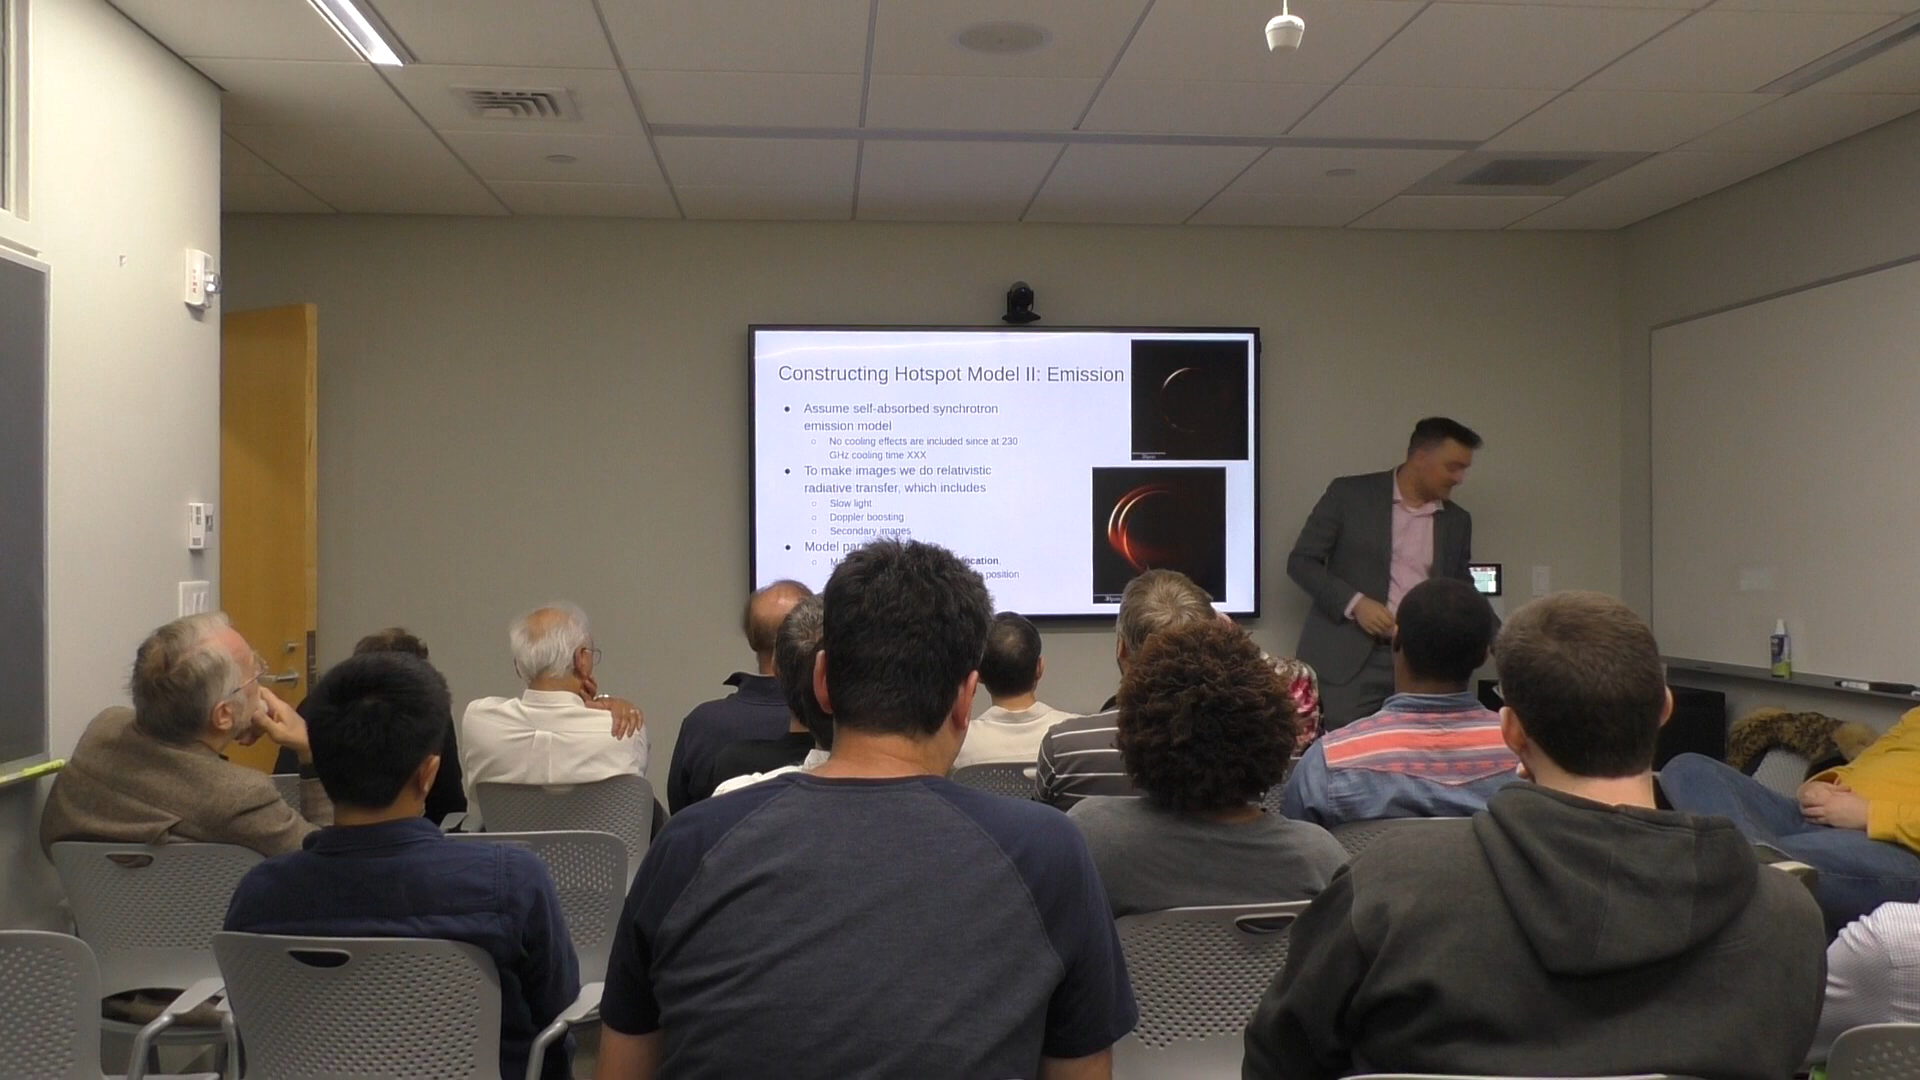 Constructing Hotspot Model II: Emission
Assume self-absorbed synchrotron
emission model
No cooling effects are included since at 230
GHz cooling time XXX
To make images we do relativistic
radiative transfer, which includes
Slow light
Doppler boosting
Secondary images
Model
position